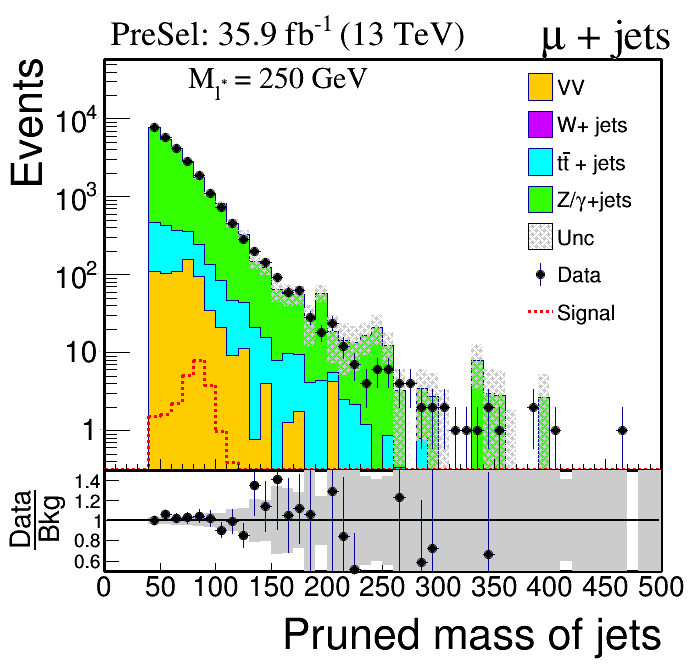 PreSel: 35.9 fb⁻¹ (13 TeV)
μ + jets
M_l* = 250 GeV
Events
10⁴
10³
10²
10
1
VV
W+ jets
tt̄ + jets
Z/γ+jets
Unc
Data
Signal
Data
Bkg
1.4
1.2
1
0.8
0.6
0 50 100 150 200 250 300 350 400 450 500
Pruned mass of jets